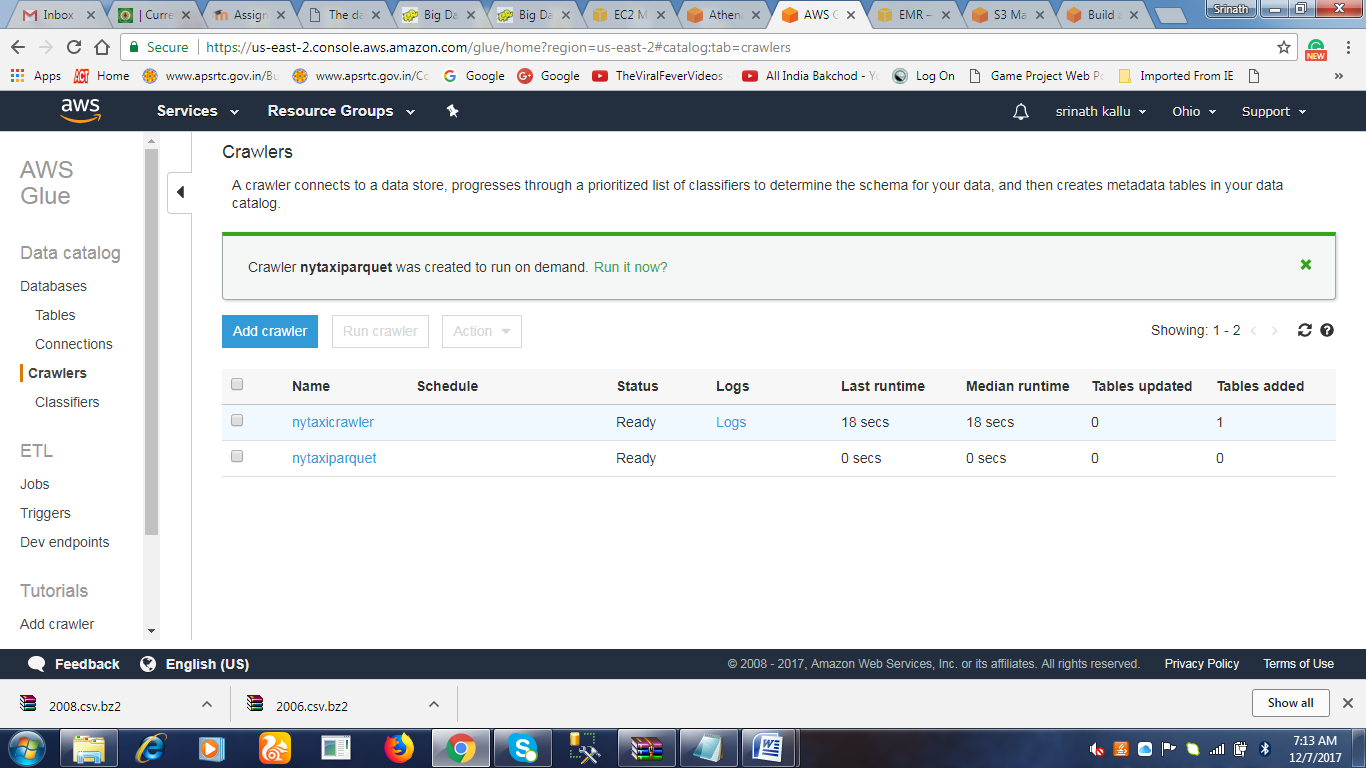 Inbox
| Curre
Assign
The da
Big Da
Big Da
EC2 M
Athena
AWS G
EMR –
S3 Ma
Build a
Srinath
Secure
https://us-east-2.console.aws.amazon.com/glue/home?region=us-east-2#catalog:tab=crawlers
NEW
Apps
ACT Home
www.apsrtc.gov.in/Bu
www.apsrtc.gov.in/Co
Google
Google
TheViralFeverVideos
All India Bakchod - Yo
Log On
Game Project Web Po
Imported From IE
»
aws
Services
Resource Groups
srinath kallu
Ohio
Support
AWS
Glue
Data catalog
Databases
Tables
Connections
Crawlers
Classifiers
ETL
Jobs
Triggers
Dev endpoints
Tutorials
Add crawler
Crawlers
A crawler connects to a data store, progresses through a prioritized list of classifiers to determine the schema for your data, and then creates metadata tables in your data
catalog.
Crawler nytaxiparquet was created to run on demand. Run it now?
Add crawler Run crawler Action Showing: 1 - 2
Name Schedule Status Logs Last runtime Median runtime Tables updated Tables added
nytaxicrawler Ready Logs 18 secs 18 secs 0 1
nytaxiparquet Ready 0 secs 0 secs 0 0
Feedback English (US) © 2008 - 2017, Amazon Web Services, Inc. or its affiliates. All rights reserved. Privacy Policy Terms of Use
2008.csv.bz2 2006.csv.bz2 Show all
7:13 AM
12/7/2017